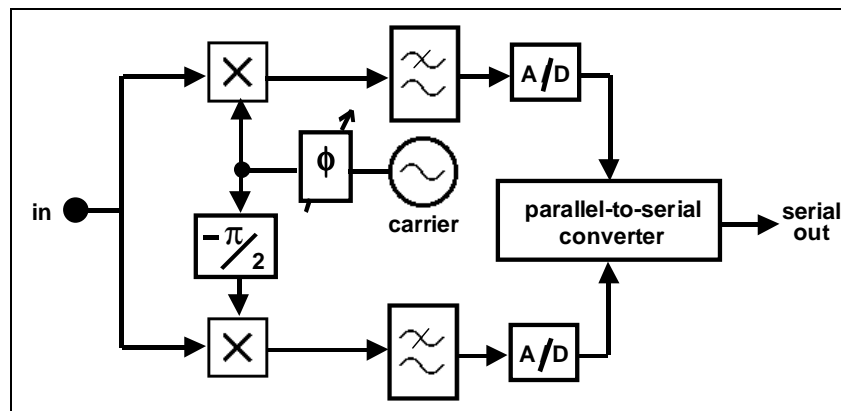 A/D
ϕ
carrier
in
parallel-to-serial
converter
serial
out
-π/2
A/D